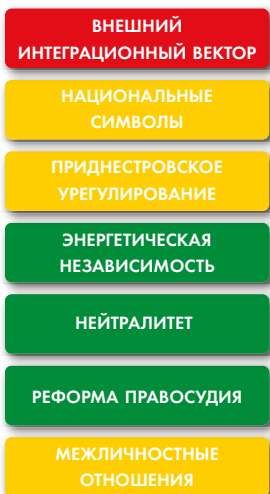 ВНЕШНИЙ
ИНТЕГРАЦИОННЫЙ ВЕКТОР
НАЦИОНАЛЬНЫЕ
СИМВОЛЫ
ПРИДНЕСТРОВСКОЕ
УРЕГУЛИРОВАНИЕ
ЭНЕРГЕТИЧЕСКАЯ
НЕЗАВИСИМОСТЬ
НЕЙТРАЛИТЕТ
РЕФОРМА ПРАВОСУДИЯ
МЕЖЛИЧНОСТНЫЕ
ОТНОШЕНИЯ